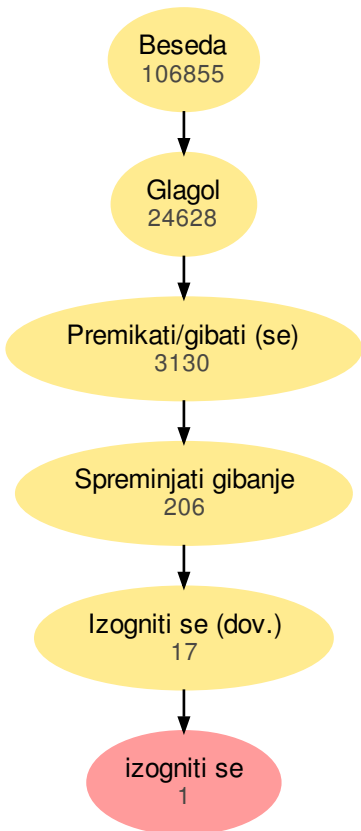 Beseda
106855
Glagol
24628
Premikati/gibati (se)
3130
Spreminjati gibanje
206
Izogniti se (dov.)
17
izogniti se
1